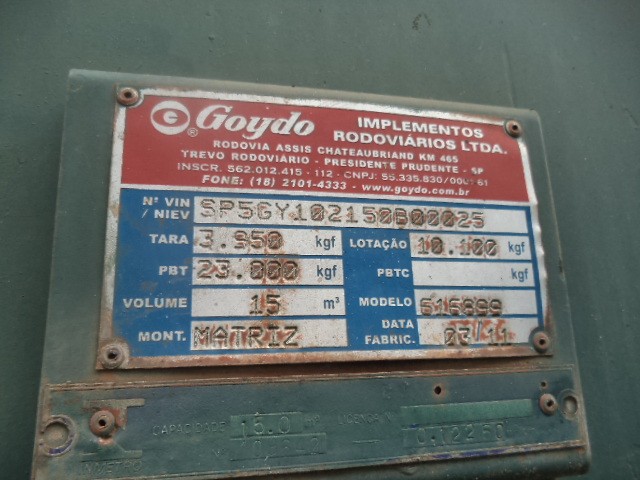 Goydo®
IMPLEMENTOS
RODOVIÁRIOS LTDA.
RODOVIA ASSIS CHATEAUBRIAND KM 465
TREVO RODOVIÁRIO - PRESIDENTE PRUDENTE - SP
INSCR. 562.012.415 - 112 - CNPJ: 55.335.830/0001 61
FONE: (18) 2101-4333 - www.goydo.com.br
Nº VIN / NIEV SP5GY102150B00025
TARA 3.950 kgf LOTAÇÃO 10.100 kgf
PBT 23.000 kgf PBTC kgf
VOLUME 15 m³ MODELO
MONT. MATRIZ DATA FABRIC. 03/11
CAPACIDADE 15.0